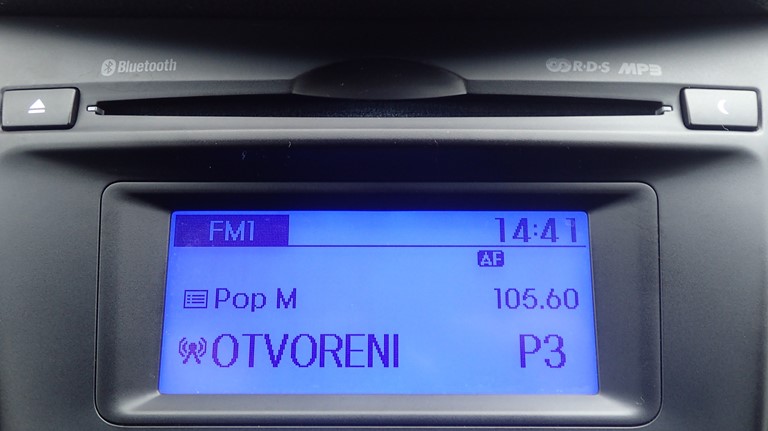 Bluetooth
R·D·S MP3
FM1 14:41
AF
Pop M 105.60
OTVORENI P3